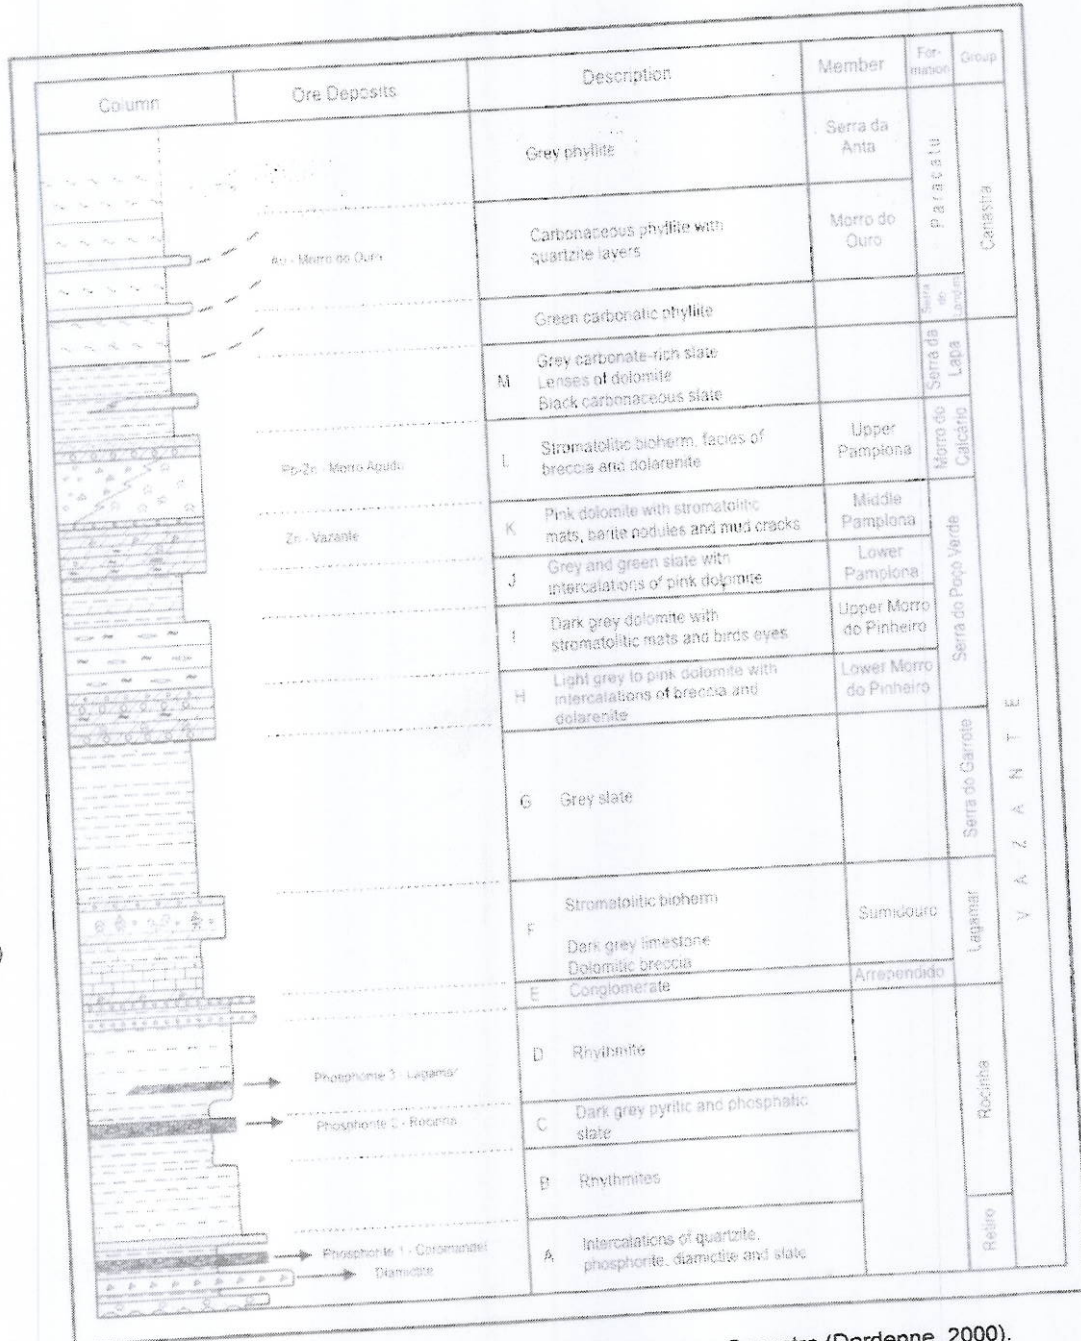 Column
Ore Deposits
Description
Member
For-
mation
Group
Grey phyllite
Serra da
Anta
Paracatu
Canastra
Au - Morro do Ouro
Carbonaceous phyllite with
quartzite layers
Morro do
Ouro
Green carbonatic phyllite
Serra
do
M
Grey carbonate-rich slate
Lenses of dolomite
Black carbonaceous slate
Serra da
Lapa
Pb-Zn - Morro Agudo
L
Stromatolitic bioherm, facies of
breccia and dolarenite
Upper
Pamplona
Morro do
Calcário
Zn - Vazante
K
Pink dolomite with stromatolitic
mats, barite nodules and mud cracks
Middle
Pamplona
Serra do Poço Verde
J
Grey and green slate with
intercalations of pink dolomite
Lower
Pamplona
I
Dark grey dolomite with
stromatolitic mats and birds eyes
Upper Morro
do Pinheiro
H
Light grey to pink dolomite with
intercalations of breccia and
dolarenite
Lower Morro
do Pinheiro
G
Grey slate
Serra do Garrote
VAZANTE
F
Stromatolitic bioherm
Dark grey limestone
Dolomitic breccia
Sumidouro
Lagamar
E
Conglomerate
Arrependido
D
Rhythmite
Rocinha
Phosphorite 3 - Lagamar
Phosphorite 2 - Rocinha
C
Dark grey pyritic and phosphatic
slate
B
Rhythmites
Phosphorite 1 - Coromandel
Diamictite
A
Intercalations of quartzite,
phosphorite, diamictite and slate
Retiro
(Dardenne, 2000).